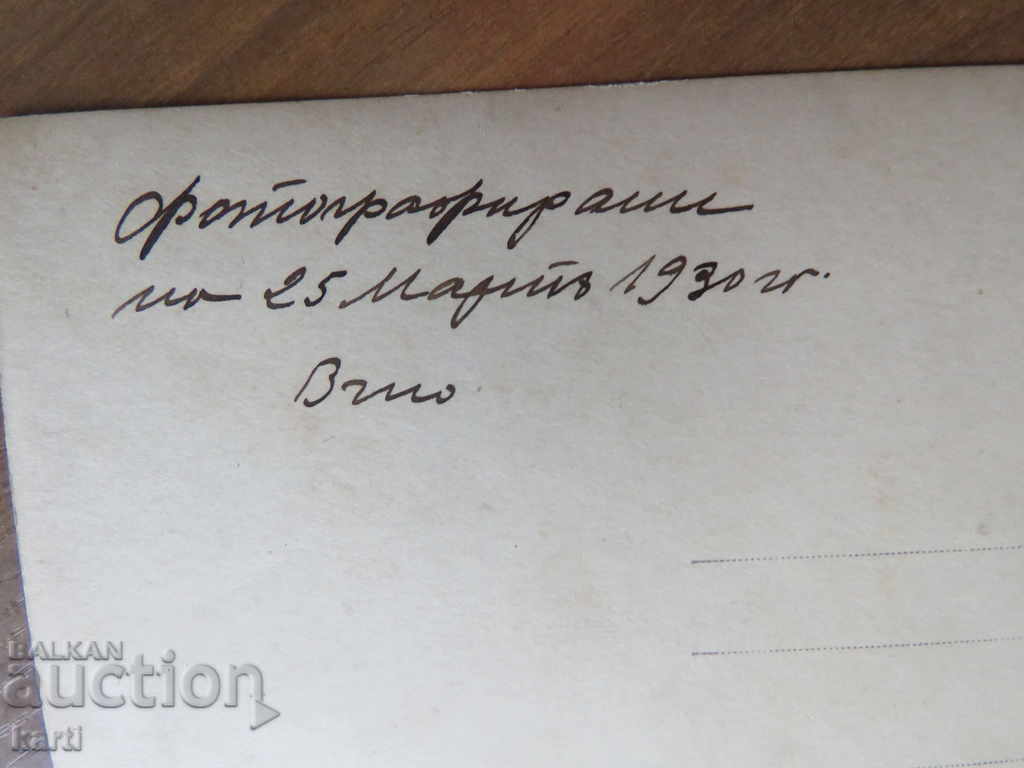 Фотографирани
на 25 Мартъ 1930 г.
Brno
BALKAN
auction
karti